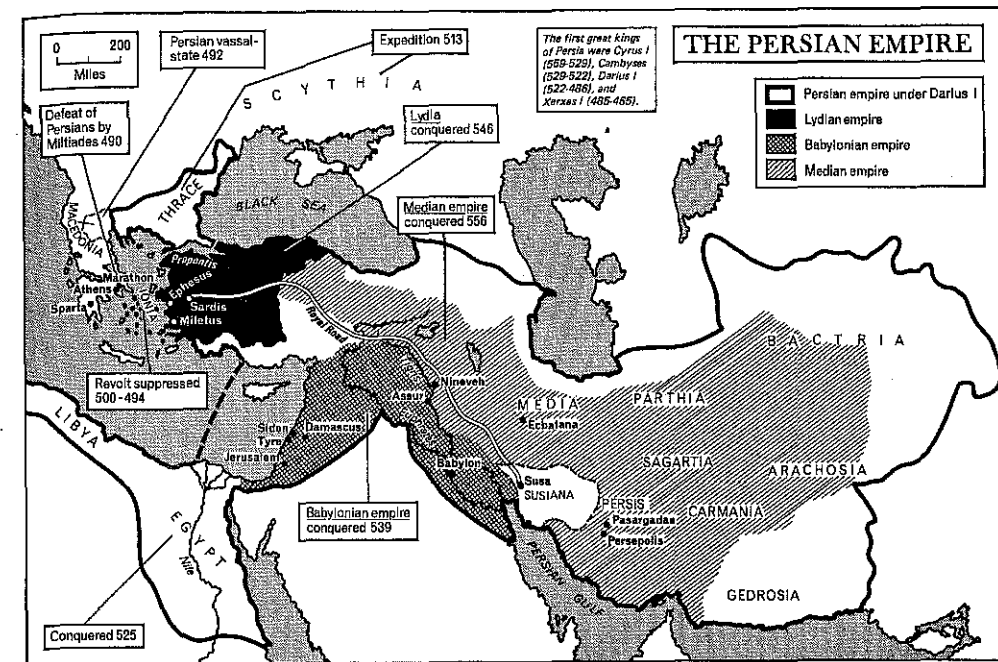 THE PERSIAN EMPIRE
0 200
Miles
Persian vassal-
state 492
Expedition 513
The first great kings
of Persia were Cyrus I
(559-529), Cambyses
(529-522), Darius I
(522-486), and
Xerxes I (485-465).
Persian empire under Darius I
Lydian empire
Babylonian empire
Median empire
Defeat of
Persians by
Miltiades 490
SCYTHIA
Lydia
conquered 546
THRACE
BLACK SEA
Median empire
conquered 556
MACEDONIA
Propontis
Marathon
Athens
Sparta
IONIA
Ephesus
Sardis
Miletus
Royal Road
BACTRIA
Revolt suppressed
500-494
Nineveh
Assur
MEDIA
Ecbatana
PARTHIA
LIBYA
Sidon
Tyre
Damascus
Jerusalem
Babylon
SAGARTIA
ARACHOSIA
Susa
SUSIANA
PERSIS
Pasargadae
Persepolis
CARMANIA
Babylonian empire
conquered 539
EGYPT
Nile
PERSIAN GULF
GEDROSIA
Conquered 525